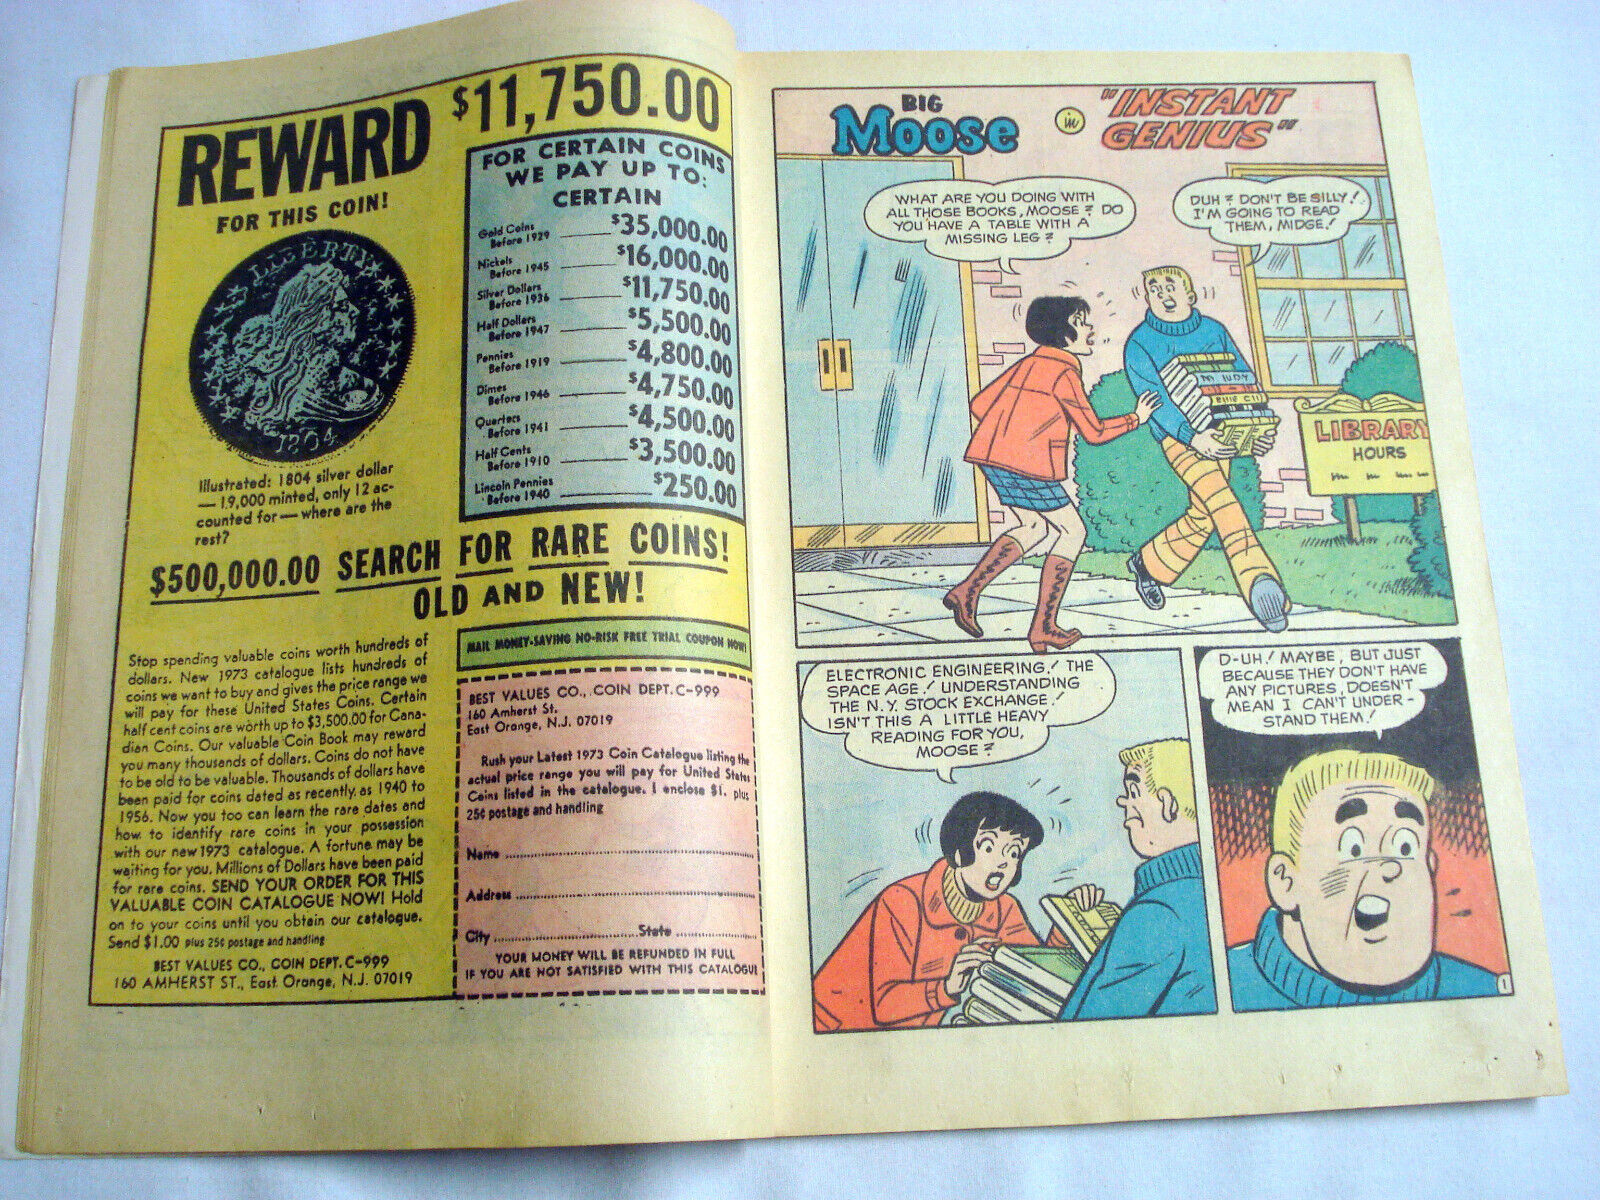 REWARD $11,750.00
FOR THIS COIN!
LIBERTY
1804
Illustrated: 1804 silver dollar
— 19,000 minted, only 12 ac-
counted for — where are the
rest?
FOR CERTAIN COINS
WE PAY UP TO:
CERTAIN
Gold Coins
Before 1929 $35,000.00
Nickels
Before 1945 $16,000.00
Silver Dollars
Before 1936 $11,750.00
Half Dollars
Before 1947 $5,500.00
Pennies
Before 1919 $4,800.00
Dimes
Before 1946 $4,750.00
Quarters
Before 1941 $4,500.00
Half Cents
Before 1910 $3,500.00
Lincoln Pennies
Before 1940 $250.00
$500,000.00 SEARCH FOR RARE COINS!
OLD AND NEW!
Stop spending valuable coins worth hundreds of
dollars. New 1973 catalogue lists hundreds of
coins we want to buy and gives the price range we
will pay for these United States Coins. Certain
half cent coins are worth up to $3,500.00 for Cana-
dian Coins. Our valuable Coin Book may reward
you many thousands of dollars. Coins do not have
to be old to be valuable. Thousands of dollars have
been paid for coins dated as recently as 1940 to
1956. Now you too can learn the rare dates and
how to identify rare coins in your possession
with our new 1973 catalogue. A fortune may be
waiting for you. Millions of Dollars have been paid
for rare coins. SEND YOUR ORDER FOR THIS
VALUABLE COIN CATALOGUE NOW! Hold
on to your coins until you obtain our catalogue.
Send $1.00 plus 25¢ postage and handling
BEST VALUES CO., COIN DEPT. C-999
160 AMHERST ST., East Orange, N.J. 07019
MAIL MONEY-SAVING NO-RISK FREE TRIAL COUPON NOW!
BEST VALUES CO., COIN DEPT. C-999
160 Amherst St.
East Orange, N.J. 07019
Rush your Latest 1973 Coin Catalogue listing the
actual price range you will pay for United States
Coins listed in the catalogue. I enclose $1. plus
25¢ postage and handling
Name
Address
City State
YOUR MONEY WILL BE REFUNDED IN FULL
IF YOU ARE NOT SATISFIED WITH THIS CATALOGUE
BIG
Moose
in
"INSTANT
GENIUS"
WHAT ARE YOU DOING WITH
ALL THOSE BOOKS, MOOSE? DO
YOU HAVE A TABLE WITH A
MISSING LEG?
DUH? DON'T BE SILLY!
I'M GOING TO READ
THEM, MIDGE!
LIBRARY
HOURS
ELECTRONIC ENGINEERING! THE
SPACE AGE! UNDERSTANDING
THE N.Y. STOCK EXCHANGE!
ISN'T THIS A LITTLE HEAVY
READING FOR YOU,
MOOSE?
D-UH! MAYBE, BUT JUST
BECAUSE THEY DON'T HAVE
ANY PICTURES, DOESN'T
MEAN I CAN'T UNDER-
STAND THEM!
1